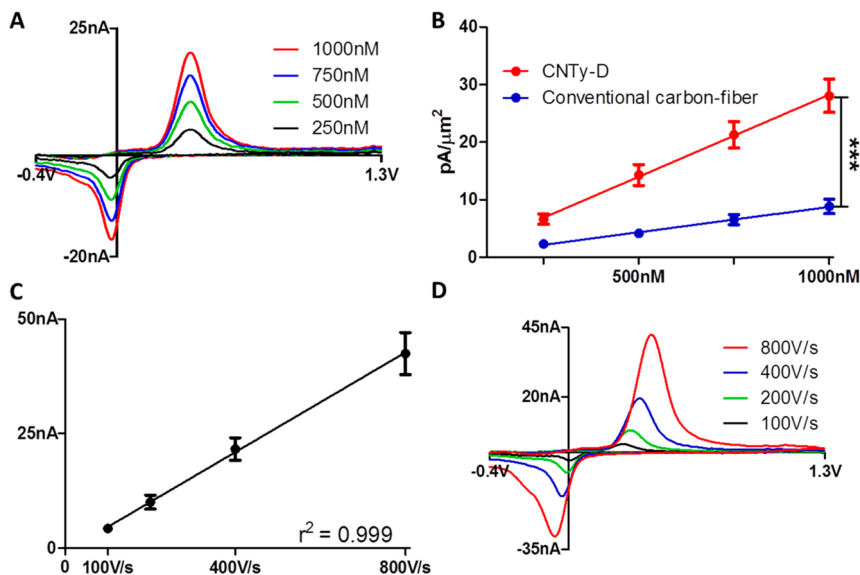 A
25nA
1000nM
750nM
500nM
250nM
-0.4V
1.3V
-20nA
B
40
30
20
10
0
pA/μm²
CNTy-D
Conventional carbon-fiber
***
500nM
1000nM
C
50nA
25nA
0
0
100V/s
400V/s
800V/s
r² = 0.999
D
45nA
20nA
800V/s
400V/s
200V/s
100V/s
-0.4V
1.3V
-35nA